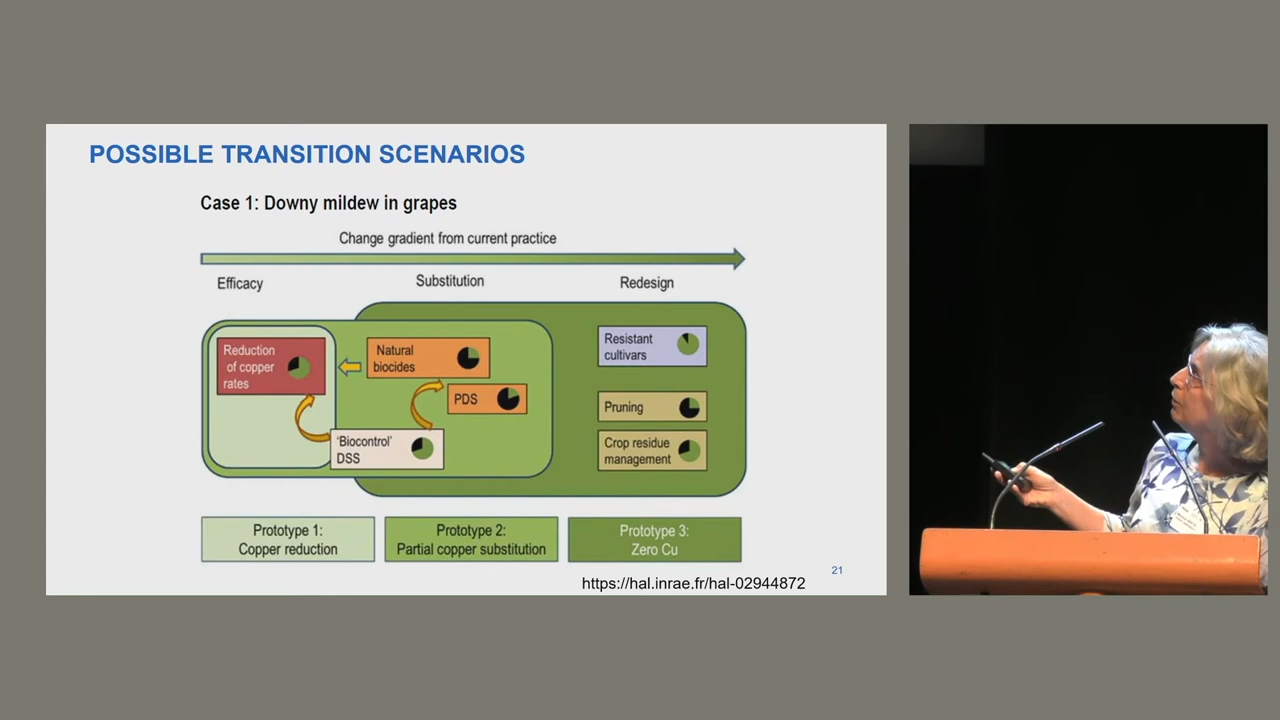 POSSIBLE TRANSITION SCENARIOS
Case 1: Downy mildew in grapes
Change gradient from current practice
Efficacy
Substitution
Redesign
Reduction
of copper
rates
Natural
biocides
PDS
'Biocontrol'
DSS
Resistant
cultivars
Pruning
Crop residue
management
Prototype 1:
Copper reduction
Prototype 2:
Partial copper substitution
Prototype 3:
Zero Cu
21
https://hal.inrae.fr/hal-02944872